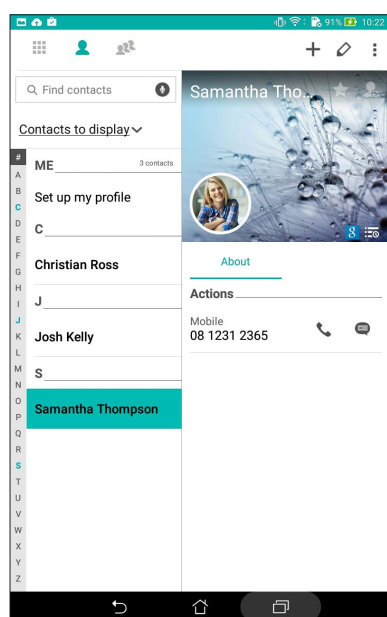 91% 10:22
Find contacts
Contacts to display
ME 3 contacts
Set up my profile
C
Christian Ross
J
Josh Kelly
S
Samantha Thompson
#
A
B
C
D
E
F
G
H
I
J
K
L
M
N
O
P
Q
R
S
T
U
V
W
X
Y
Z
Samantha Tho...
8
About
Actions
Mobile
08 1231 2365